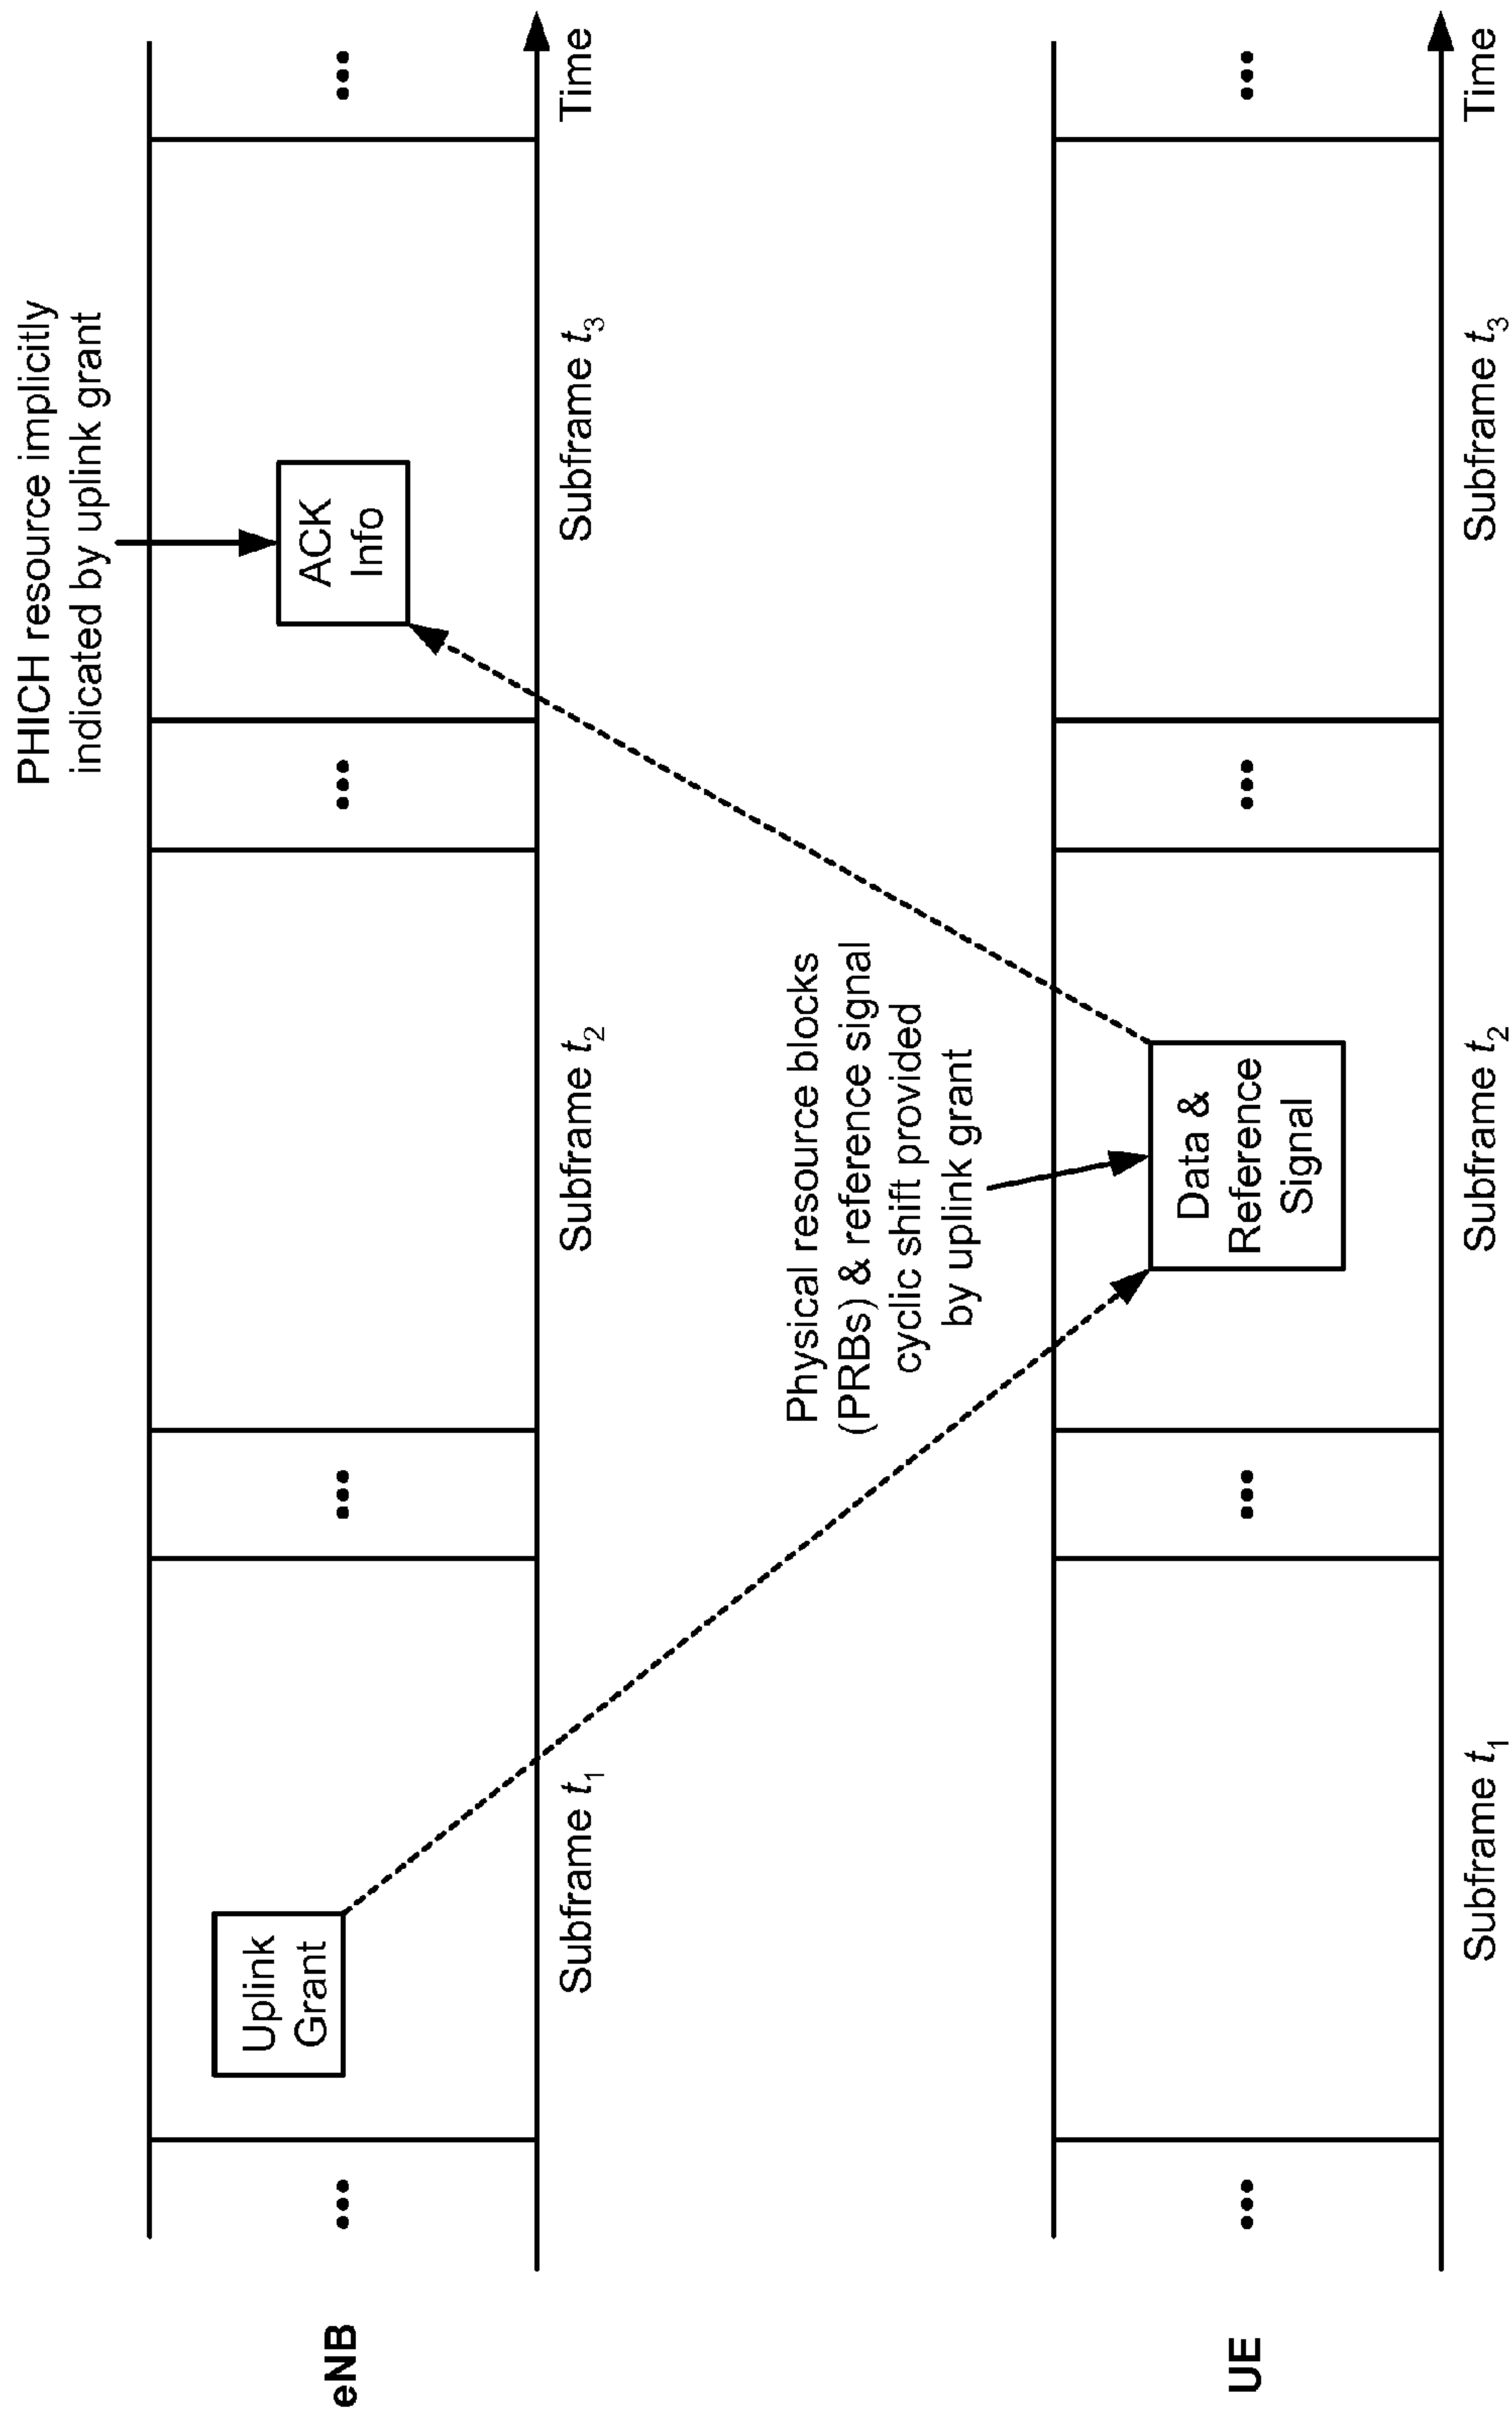 PHICH resource implicitly
indicated by uplink grant
eNB
•••
Uplink
Grant
•••
•••
ACK
Info
•••
Subframe t1
Subframe t2
Subframe t3
Time
Physical resource blocks
(PRBs) & reference signal
cyclic shift provided
by uplink grant
UE
•••
•••
Data &
Reference
Signal
•••
•••
Subframe t1
Subframe t2
Subframe t3
Time